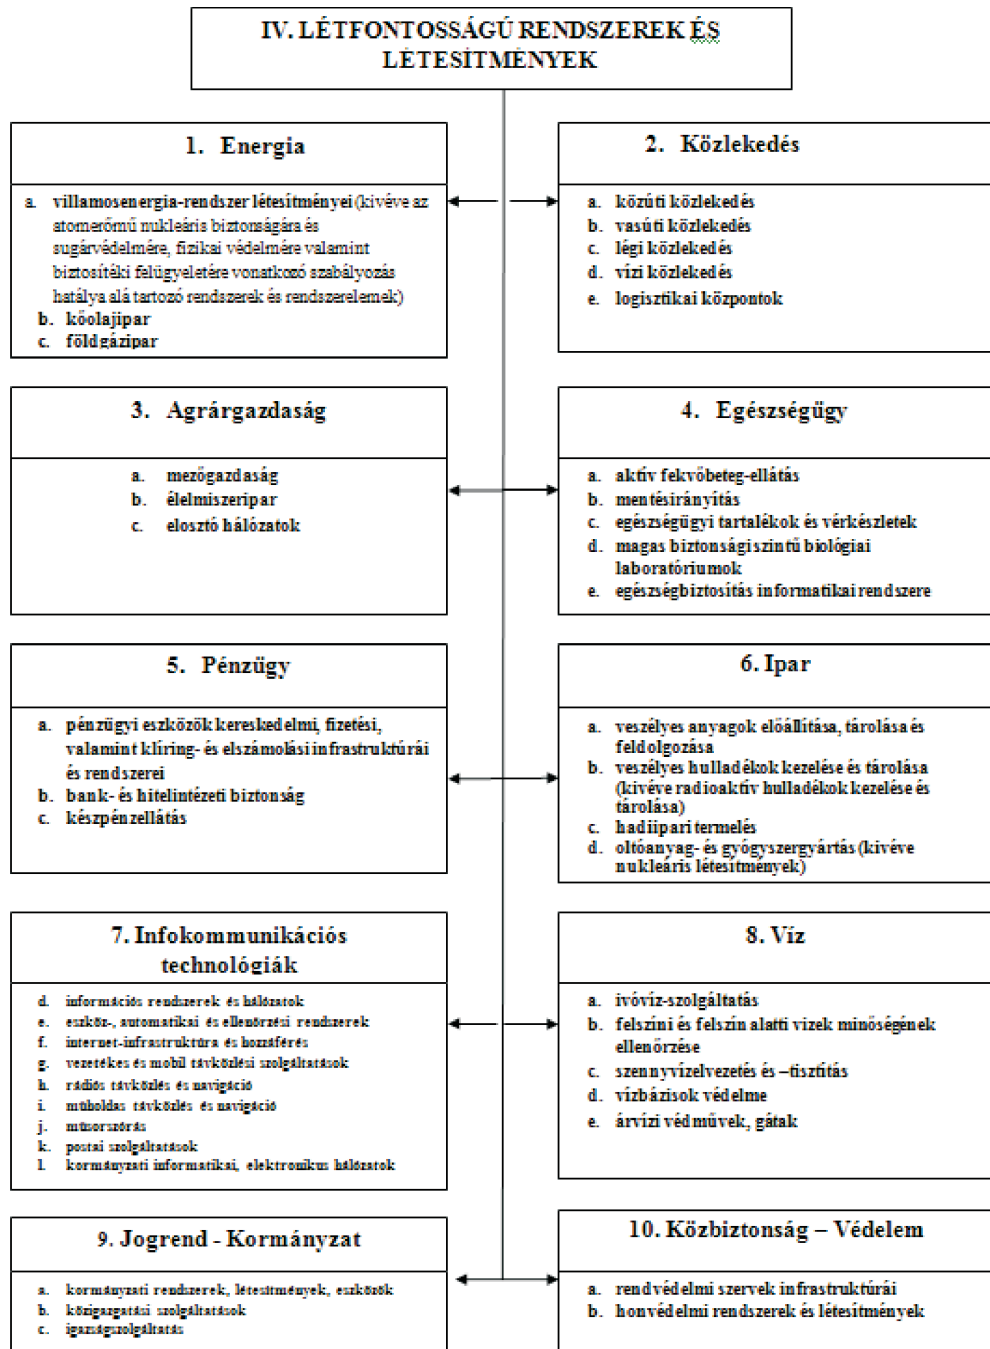 IV. LÉTFONTOSSÁGÚ RENDSZEREK ÉS
LÉTESÍTMÉNYEK
1. Energia
a. villamosenergia-rendszer létesítményei (kivéve az
atomerőmű nukleáris biztonságára és
sugárvédelmére, fizikai védelmére valamint
biztosítéki felügyeletére vonatkozó szabályozás
hatálya alá tartozó rendszerek és rendszerelemek)
b. kőolajipar
c. földgázipar
2. Közlekedés
a. közúti közlekedés
b. vasúti közlekedés
c. légi közlekedés
d. vízi közlekedés
e. logisztikai központok
3. Agrárgazdaság
a. mezőgazdaság
b. élelmiszeripar
c. elosztó hálózatok
4. Egészségügy
a. aktív fekvőbeteg-ellátás
b. mentésirányítás
c. egészségügyi tartalékok és vérkészletek
d. magas biztonsági szintű biológiai
laboratóriumok
e. egészségbiztosítás informatikai rendszere
5. Pénzügy
a. pénzügyi eszközök kereskedelmi, fizetési,
valamint klíring- és elszámolási infrastruktúrái
és rendszerei
b. bank- és hitelintézeti biztonság
c. készpénzellátás
6. Ipar
a. veszélyes anyagok előállítása, tárolása és
feldolgozása
b. veszélyes hulladékok kezelése és tárolása
(kivéve radioaktív hulladékok kezelése és
tárolása)
c. hadiipari termelés
d. oltóanyag- és gyógyszergyártás (kivéve
nukleáris létesítmények)
7. Infokommunikációs
technológiák
d. információs rendszerek és hálózatok
e. eszköz-, automatikai és ellenőrzési rendszerek
f. internet-infrastruktúra és hozzáférés
g. vezetékes és mobil távközlési szolgáltatások
h. rádiós távközlés és navigáció
i. műholdas távközlés és navigáció
j. műsorszórás
k. postai szolgáltatások
l. kormányzati informatikai, elektronikus hálózatok
8. Víz
a. ivóvíz-szolgáltatás
b. felszíni és felszín alatti vizek minőségének
ellenőrzése
c. szennyvízelvezetés és –tisztítás
d. vízbázisok védelme
e. árvízi védművek, gátak
9. Jogrend - Kormányzat
a. kormányzati rendszerek, létesítmények, eszközök
b. közigazgatási szolgáltatások
c. igazságszolgáltatás
10. Közbiztonság – Védelem
a. rendvédelmi szervek infrastruktúrái
b. honvédelmi rendszerek és létesítmények